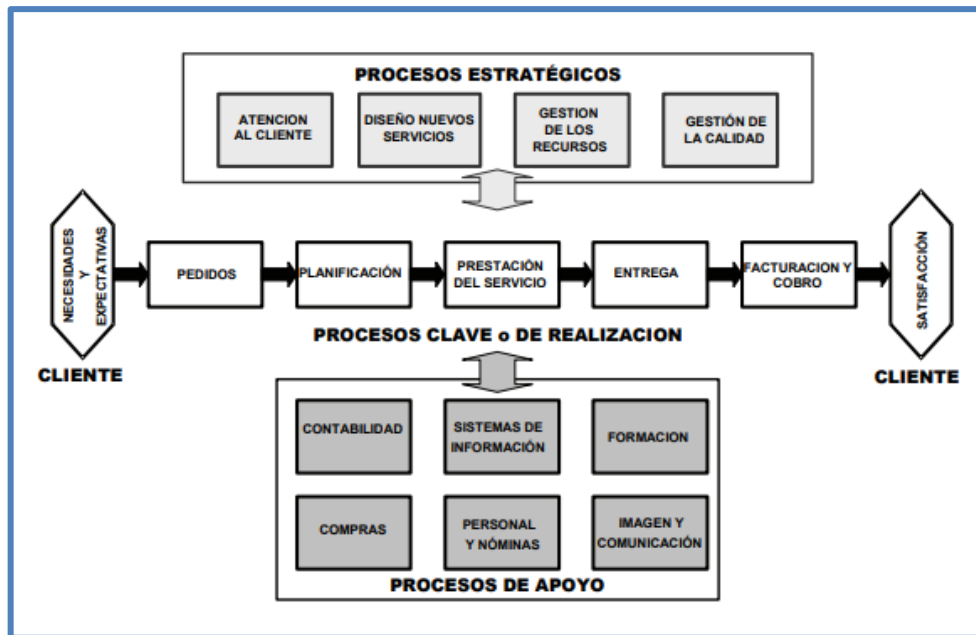 PROCESOS ESTRATÉGICOS
ATENCION
AL CLIENTE
DISEÑO NUEVOS
SERVICIOS
GESTION
DE LOS
RECURSOS
GESTIÓN DE
LA CALIDAD
NECESIDADES
Y
EXPECTATIVAS
CLIENTE
PEDIDOS
PLANIFICACIÓN
PRESTACIÓN
DEL SERVICIO
ENTREGA
FACTURACION Y
COBRO
SATISFACCIÓN
CLIENTE
PROCESOS CLAVE o DE REALIZACION
CONTABILIDAD
SISTEMAS DE
INFORMACIÓN
FORMACION
COMPRAS
PERSONAL
Y NÓMINAS
IMAGEN Y
COMUNICACIÓN
PROCESOS DE APOYO